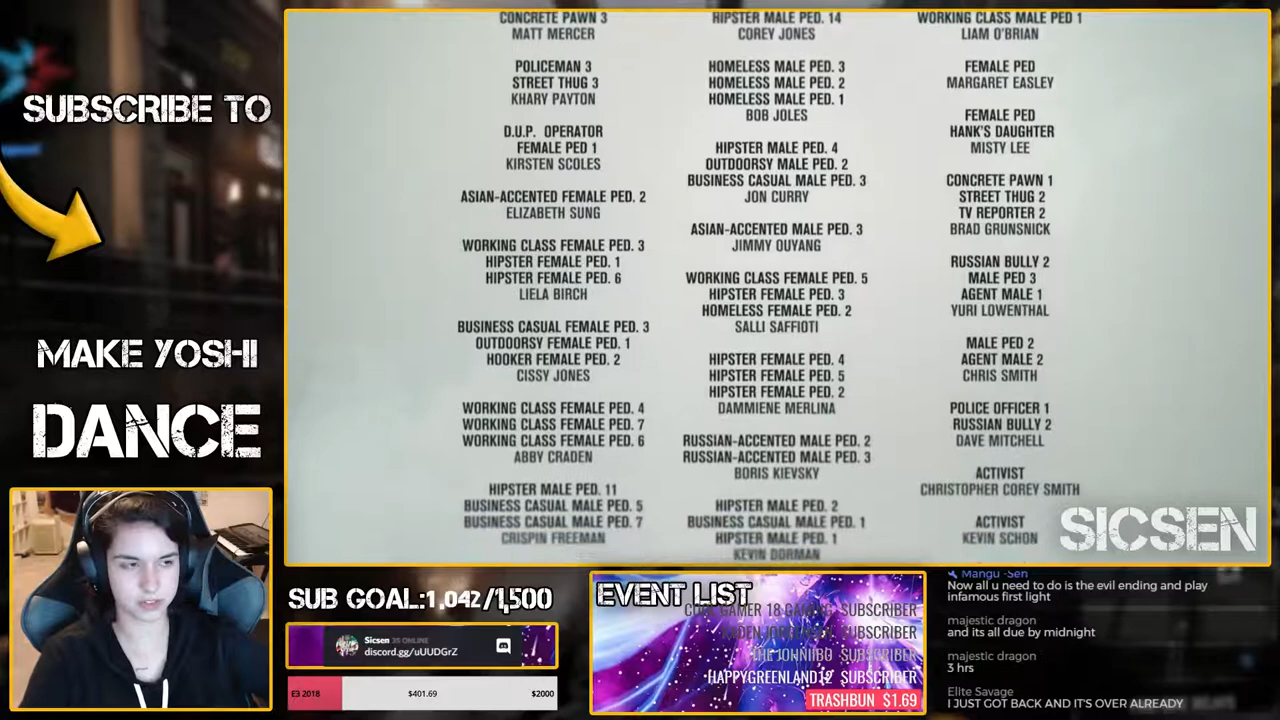 SUBSCRIBE TO
MAKE YOSHI
DANCE
CONCRETE PAWN 3
MATT MERCER
POLICEMAN 3
STREET THUG 3
KHARY PAYTON
D.U.P. OPERATOR
FEMALE PED 1
KIRSTEN SCOLES
ASIAN-ACCENTED FEMALE PED. 2
ELIZABETH SUNG
WORKING CLASS FEMALE PED. 3
HIPSTER FEMALE PED. 1
HIPSTER FEMALE PED. 6
LIELA BIRCH
BUSINESS CASUAL FEMALE PED. 3
OUTDOORSY FEMALE PED. 1
HOOKER FEMALE PED. 2
CISSY JONES
WORKING CLASS FEMALE PED. 4
WORKING CLASS FEMALE PED. 7
WORKING CLASS FEMALE PED. 6
ABBY CRADEN
HIPSTER MALE PED. 11
BUSINESS CASUAL MALE PED. 5
BUSINESS CASUAL MALE PED. 7
CRISPIN FREEMAN
HIPSTER MALE PED. 14
COREY JONES
HOMELESS MALE PED. 3
HOMELESS MALE PED. 2
HOMELESS MALE PED. 1
BOB JOLES
HIPSTER MALE PED. 4
OUTDOORSY MALE PED. 2
BUSINESS CASUAL MALE PED. 3
JON CURRY
ASIAN-ACCENTED MALE PED. 3
JIMMY OUYANG
WORKING CLASS FEMALE PED. 5
HIPSTER FEMALE PED. 3
HOMELESS FEMALE PED. 2
SALLI SAFFIOTI
HIPSTER FEMALE PED. 4
HIPSTER FEMALE PED. 5
HIPSTER FEMALE PED. 2
DAMMIENE MERLINA
RUSSIAN-ACCENTED MALE PED. 2
RUSSIAN-ACCENTED MALE PED. 3
BORIS KIEVSKY
HIPSTER MALE PED. 2
BUSINESS CASUAL MALE PED. 1
HIPSTER MALE PED. 1
KEVIN DORMAN
WORKING CLASS MALE PED 1
LIAM O'BRIAN
FEMALE PED
MARGARET EASLEY
FEMALE PED
HANK'S DAUGHTER
MISTY LEE
CONCRETE PAWN 1
STREET THUG 2
TV REPORTER 2
BRAD GRUNSNICK
RUSSIAN BULLY 2
MALE PED 3
AGENT MALE 1
YURI LOWENTHAL
MALE PED 2
AGENT MALE 2
CHRIS SMITH
POLICE OFFICER 1
RUSSIAN BULLY 2
DAVE MITCHELL
ACTIVIST
CHRISTOPHER COREY SMITH
ACTIVIST
KEVIN SCHON
SICSEN
SUB GOAL:1,042/1,500
Sicsen 35 ONLINE
discord.gg/uUUDGrZ
E3 2018 $401.69 $2000
EVENT LIST
GAMER 18 GAMING SUBSCRIBER
SUBSCRIBER
THE JOHNIIBO SUBSCRIBER
HAPPYGREENLAND12 SUBSCRIBER
TRASHBUN $1.69
Mangu -Sen
Now all u need to do is the evil ending and play
infamous first light
majestic dragon
and its all due by midnight
majestic dragon
3 hrs
Elite Savage
I JUST GOT BACK AND IT'S OVER ALREADY